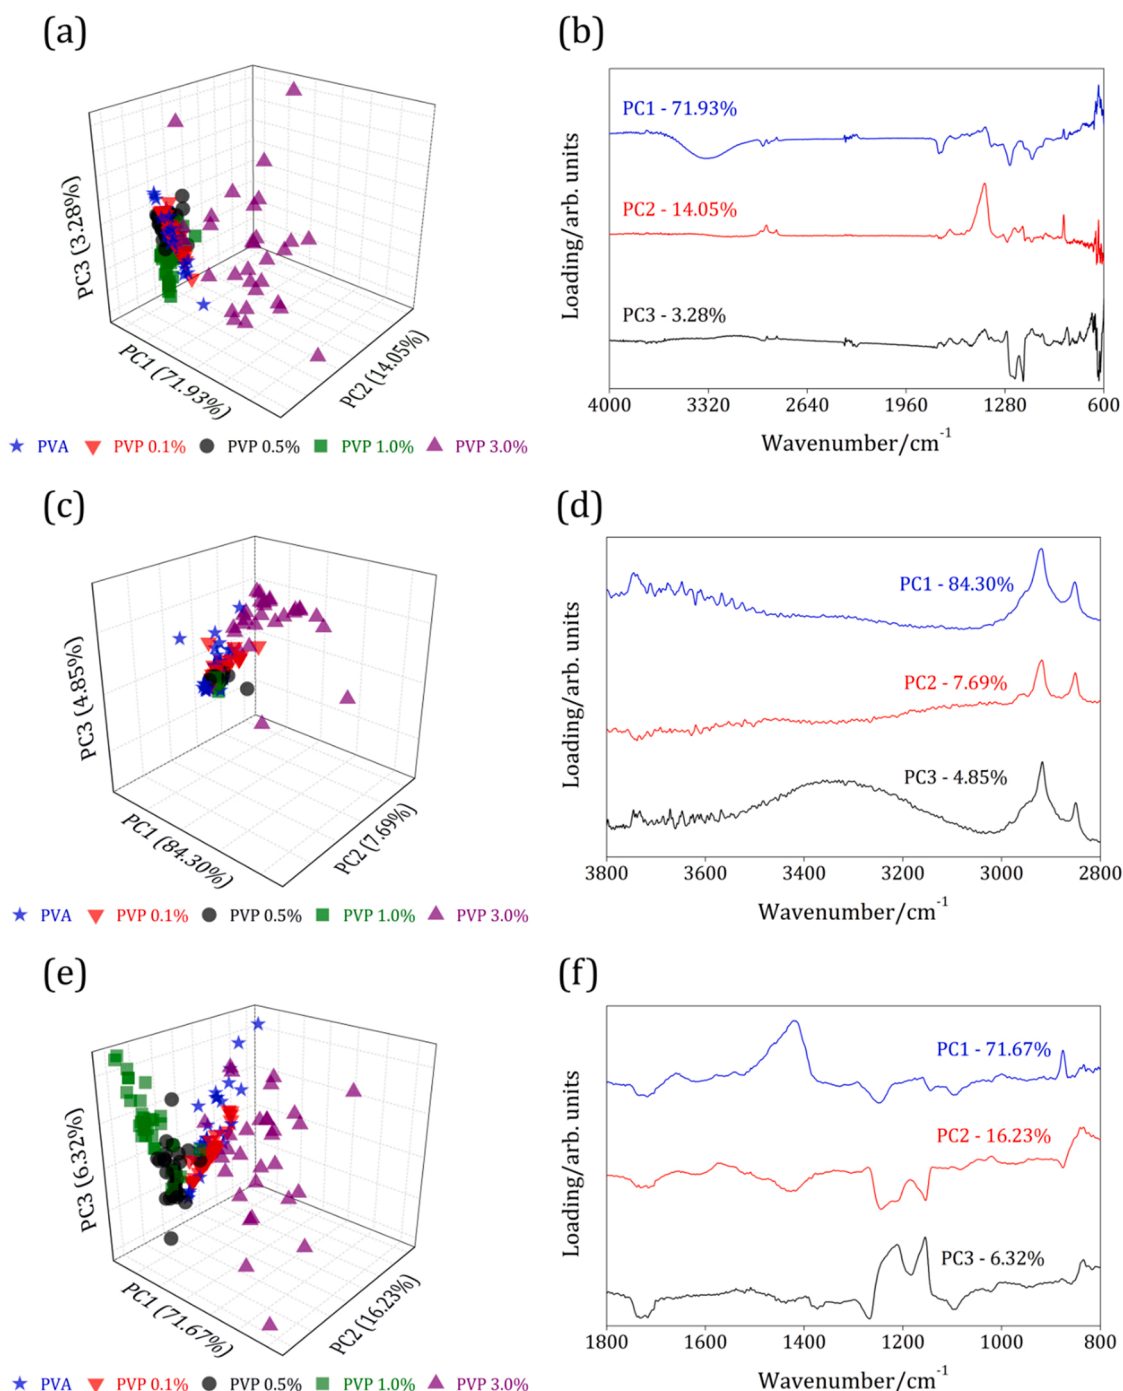 (a)
PC3 (3.28%)
PC1 (71.93%)
PC2 (14.05%)
PVA PVP 0.1% PVP 0.5% PVP 1.0% PVP 3.0%
(b)
Loading/arb. units
PC1 - 71.93%
PC2 - 14.05%
PC3 - 3.28%
4000 3320 2640 1960 1280 600
Wavenumber/cm-1
(c)
PC3 (4.85%)
PC1 (84.30%)
PC2 (7.69%)
PVA PVP 0.1% PVP 0.5% PVP 1.0% PVP 3.0%
(d)
Loading/arb. units
PC1 - 84.30%
PC2 - 7.69%
PC3 - 4.85%
3800 3600 3400 3200 3000 2800
Wavenumber/cm-1
(e)
PC3 (6.32%)
PC1 (71.67%)
PC2 (16.23%)
PVA PVP 0.1% PVP 0.5% PVP 1.0% PVP 3.0%
(f)
Loading/arb. units
PC1 - 71.67%
PC2 - 16.23%
PC3 - 6.32%
1800 1600 1400 1200 1000 800
Wavenumber/cm-1